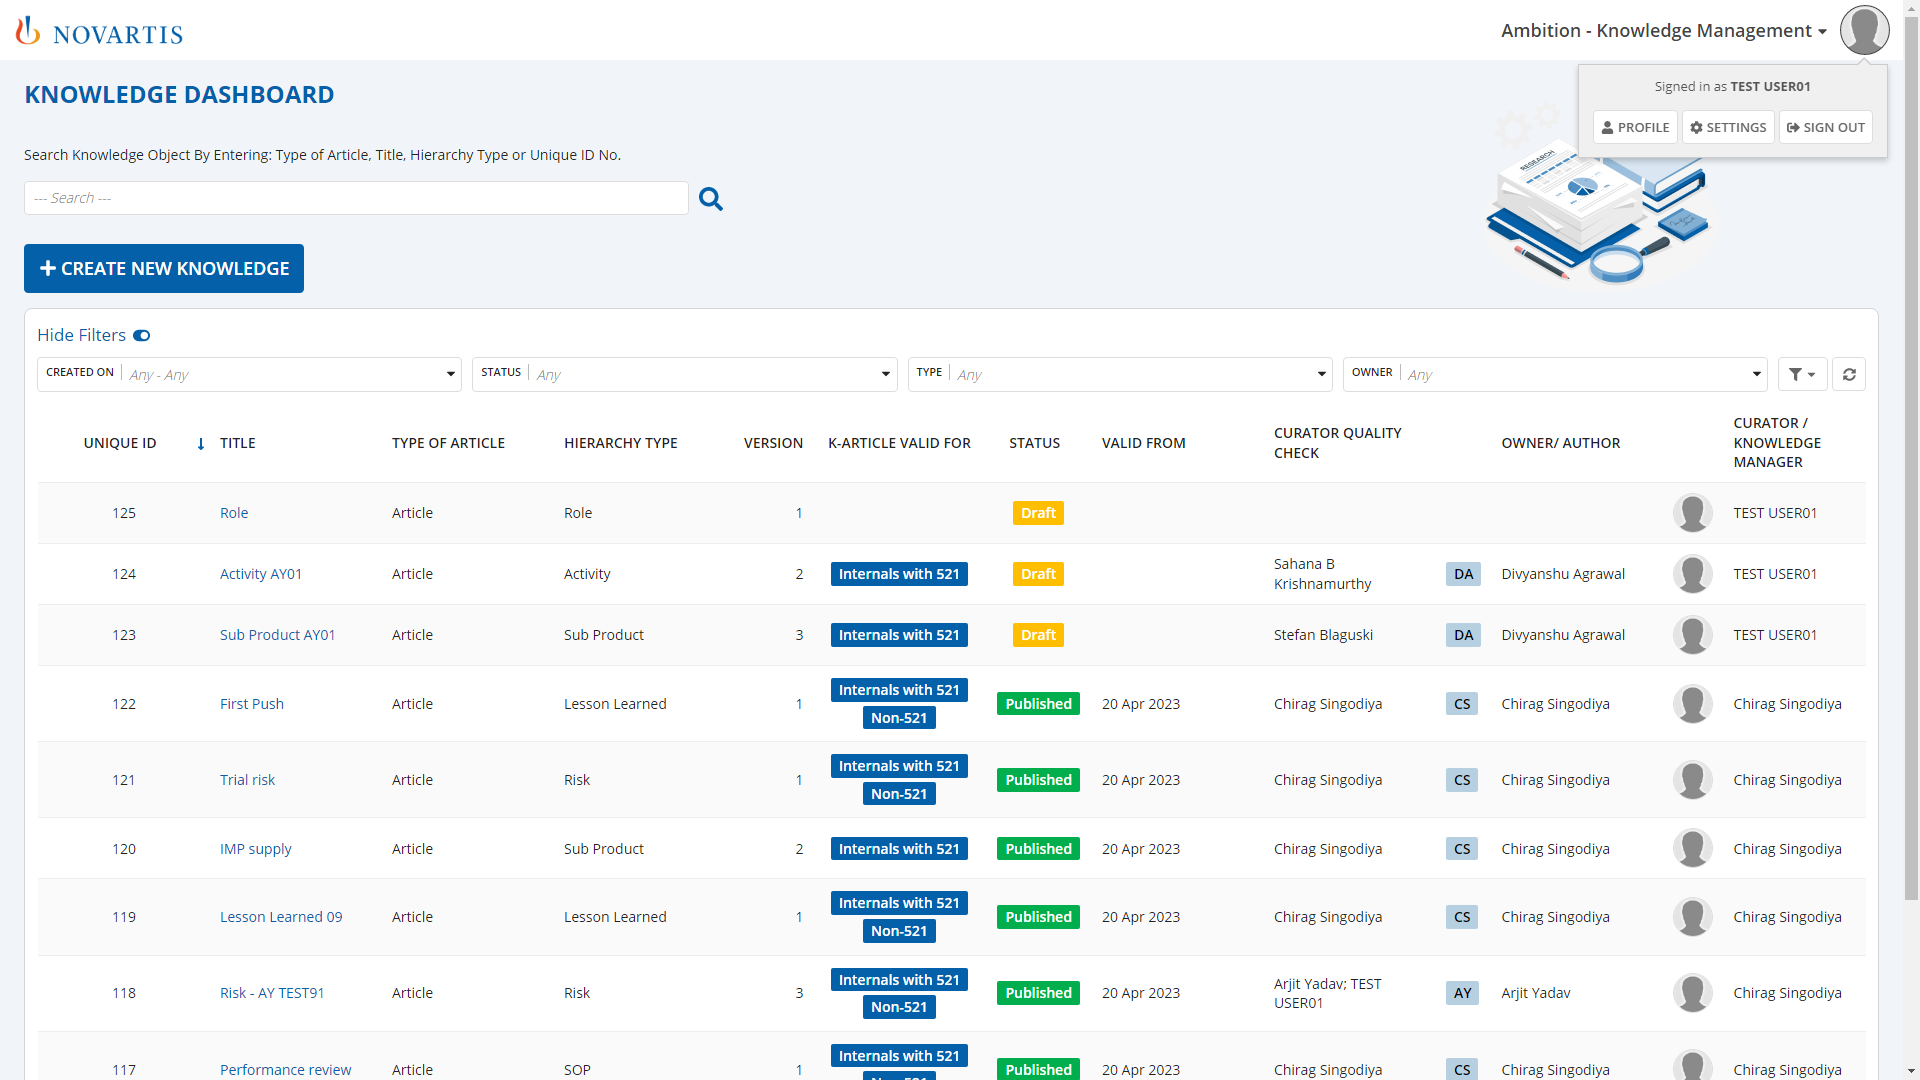 NOVARTIS
Ambition - Knowledge Management
Signed in as TEST USER01
PROFILE
SETTINGS
SIGN OUT
KNOWLEDGE DASHBOARD
RESEARCH
Search Knowledge Object By Entering: Type of Article, Title, Hierarchy Type or Unique ID No.
--- Search ---
CREATE NEW KNOWLEDGE
Hide Filters
CREATED ON Any - Any
STATUS Any
TYPE Any
OWNER Any
UNIQUE ID TITLE TYPE OF ARTICLE HIERARCHY TYPE VERSION K-ARTICLE VALID FOR STATUS VALID FROM CURATOR QUALITY CHECK OWNER/ AUTHOR CURATOR / KNOWLEDGE MANAGER
125 Role Article Role 1 Draft TEST USER01
124 Activity AY01 Article Activity 2 Internals with 521 Draft Sahana B Krishnamurthy DA Divyanshu Agrawal TEST USER01
123 Sub Product AY01 Article Sub Product 3 Internals with 521 Draft Stefan Blaguski DA Divyanshu Agrawal TEST USER01
122 First Push Article Lesson Learned 1 Internals with 521 Non-521 Published 20 Apr 2023 Chirag Singodiya CS Chirag Singodiya Chirag Singodiya
121 Trial risk Article Risk 1 Internals with 521 Non-521 Published 20 Apr 2023 Chirag Singodiya CS Chirag Singodiya Chirag Singodiya
120 IMP supply Article Sub Product 2 Internals with 521 Published 20 Apr 2023 Chirag Singodiya CS Chirag Singodiya Chirag Singodiya
119 Lesson Learned 09 Article Lesson Learned 1 Internals with 521 Non-521 Published 20 Apr 2023 Chirag Singodiya CS Chirag Singodiya Chirag Singodiya
118 Risk - AY TEST91 Article Risk 3 Internals with 521 Non-521 Published 20 Apr 2023 Arjit Yadav; TEST USER01 AY Arjit Yadav Chirag Singodiya
117 Performance review Article SOP 1 Internals with 521 Published 20 Apr 2023 Chirag Singodiya CS Chirag Singodiya Chirag Singodiya